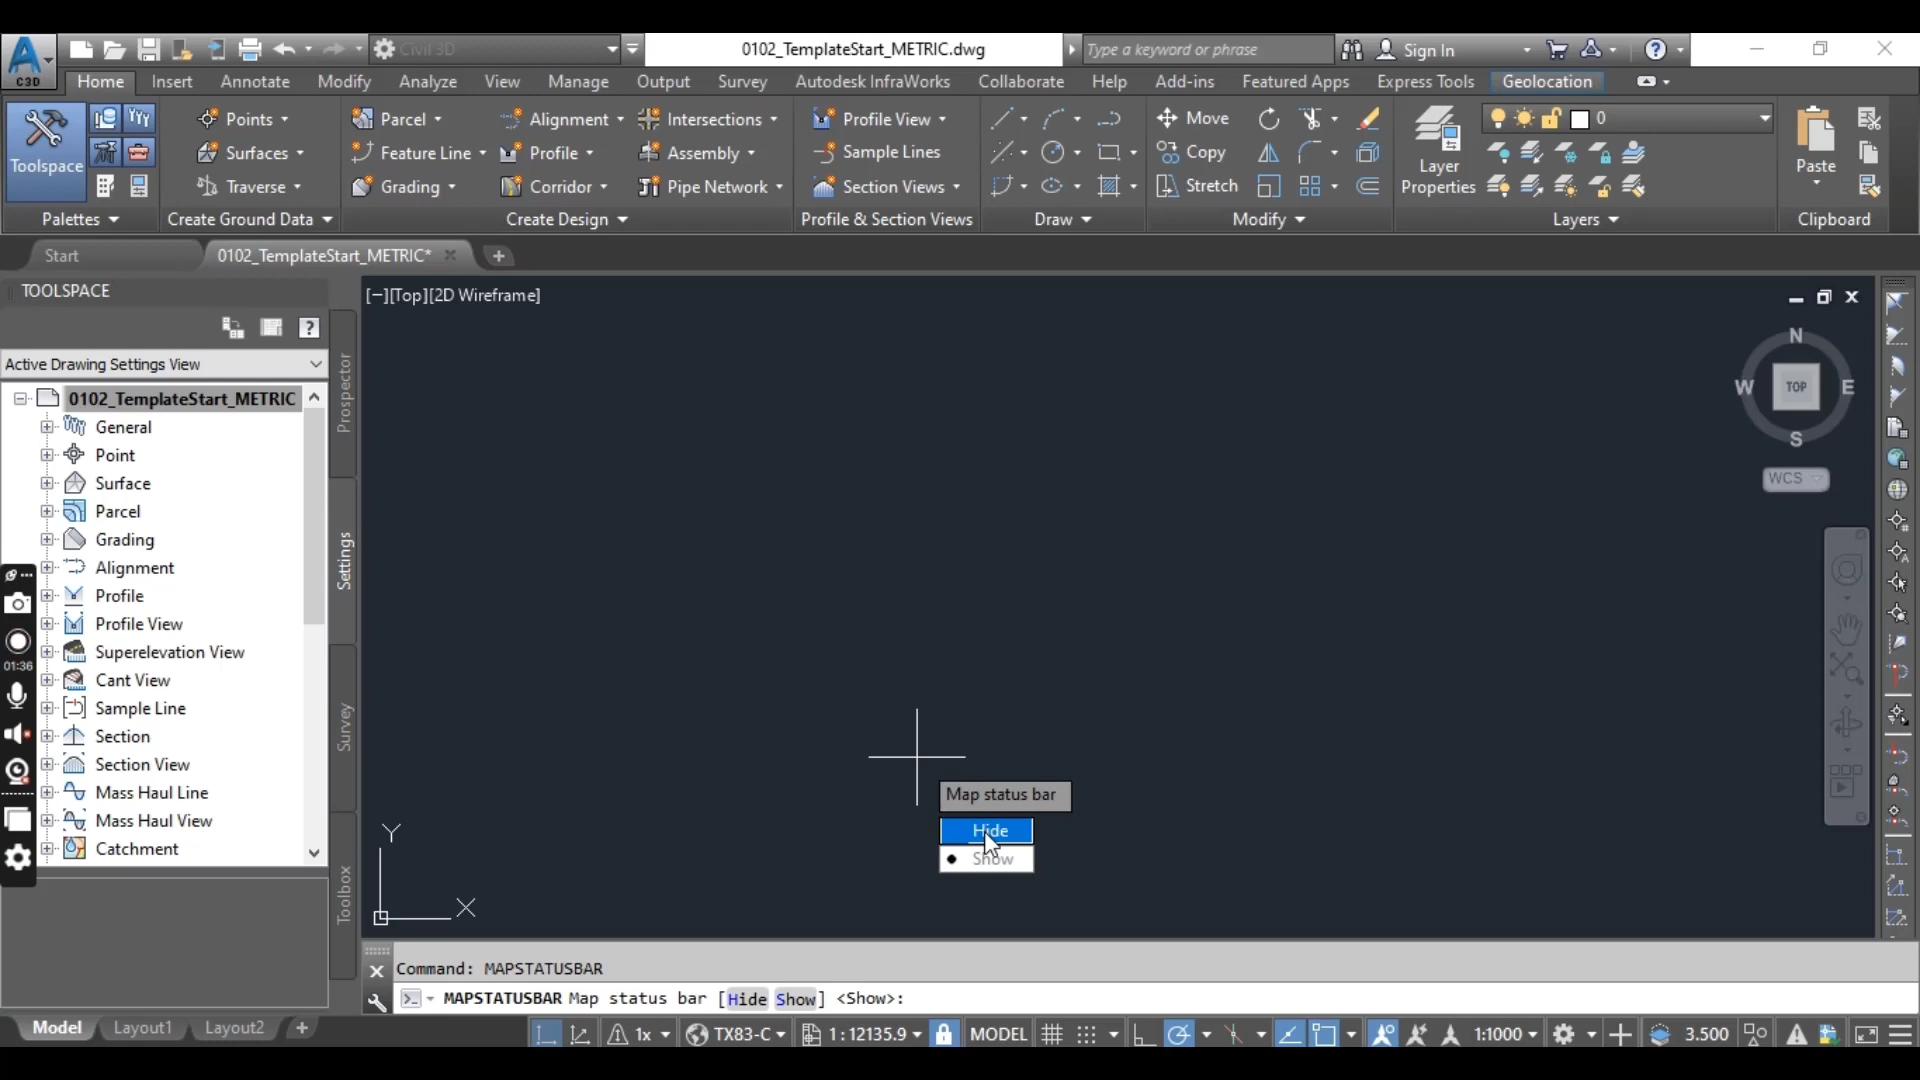 C3D
Civil 3D
0102_TemplateStart_METRIC.dwg
Type a keyword or phrase
Sign In
Home
Insert
Annotate
Modify
Analyze
View
Manage
Output
Survey
Autodesk InfraWorks
Collaborate
Help
Add-ins
Featured Apps
Express Tools
Geolocation
Toolspace
Palettes
Points
Surfaces
Traverse
Create Ground Data
Parcel
Feature Line
Grading
Alignment
Profile
Corridor
Intersections
Assembly
Pipe Network
Create Design
Profile View
Sample Lines
Section Views
Profile & Section Views
Draw
Move
Copy
Stretch
Modify
Layer
Properties
0
Layers
Paste
Clipboard
Start
0102_TemplateStart_METRIC*
TOOLSPACE
Active Drawing Settings View
0102_TemplateStart_METRIC
General
Point
Surface
Parcel
Grading
Alignment
Profile
Profile View
Superelevation View
Cant View
Sample Line
Section
Section View
Mass Haul Line
Mass Haul View
Catchment
01:36
Prospector
Settings
Survey
Toolbox
[−][Top][2D Wireframe]
N
W
TOP
E
S
WCS
Map status bar
Hide
Show
Y
X
Command: MAPSTATUSBAR
MAPSTATUSBAR Map status bar [Hide Show] <Show>:
Model
Layout1
Layout2
1x
TX83-C
1 : 12135.9
MODEL
1:1000
3.500